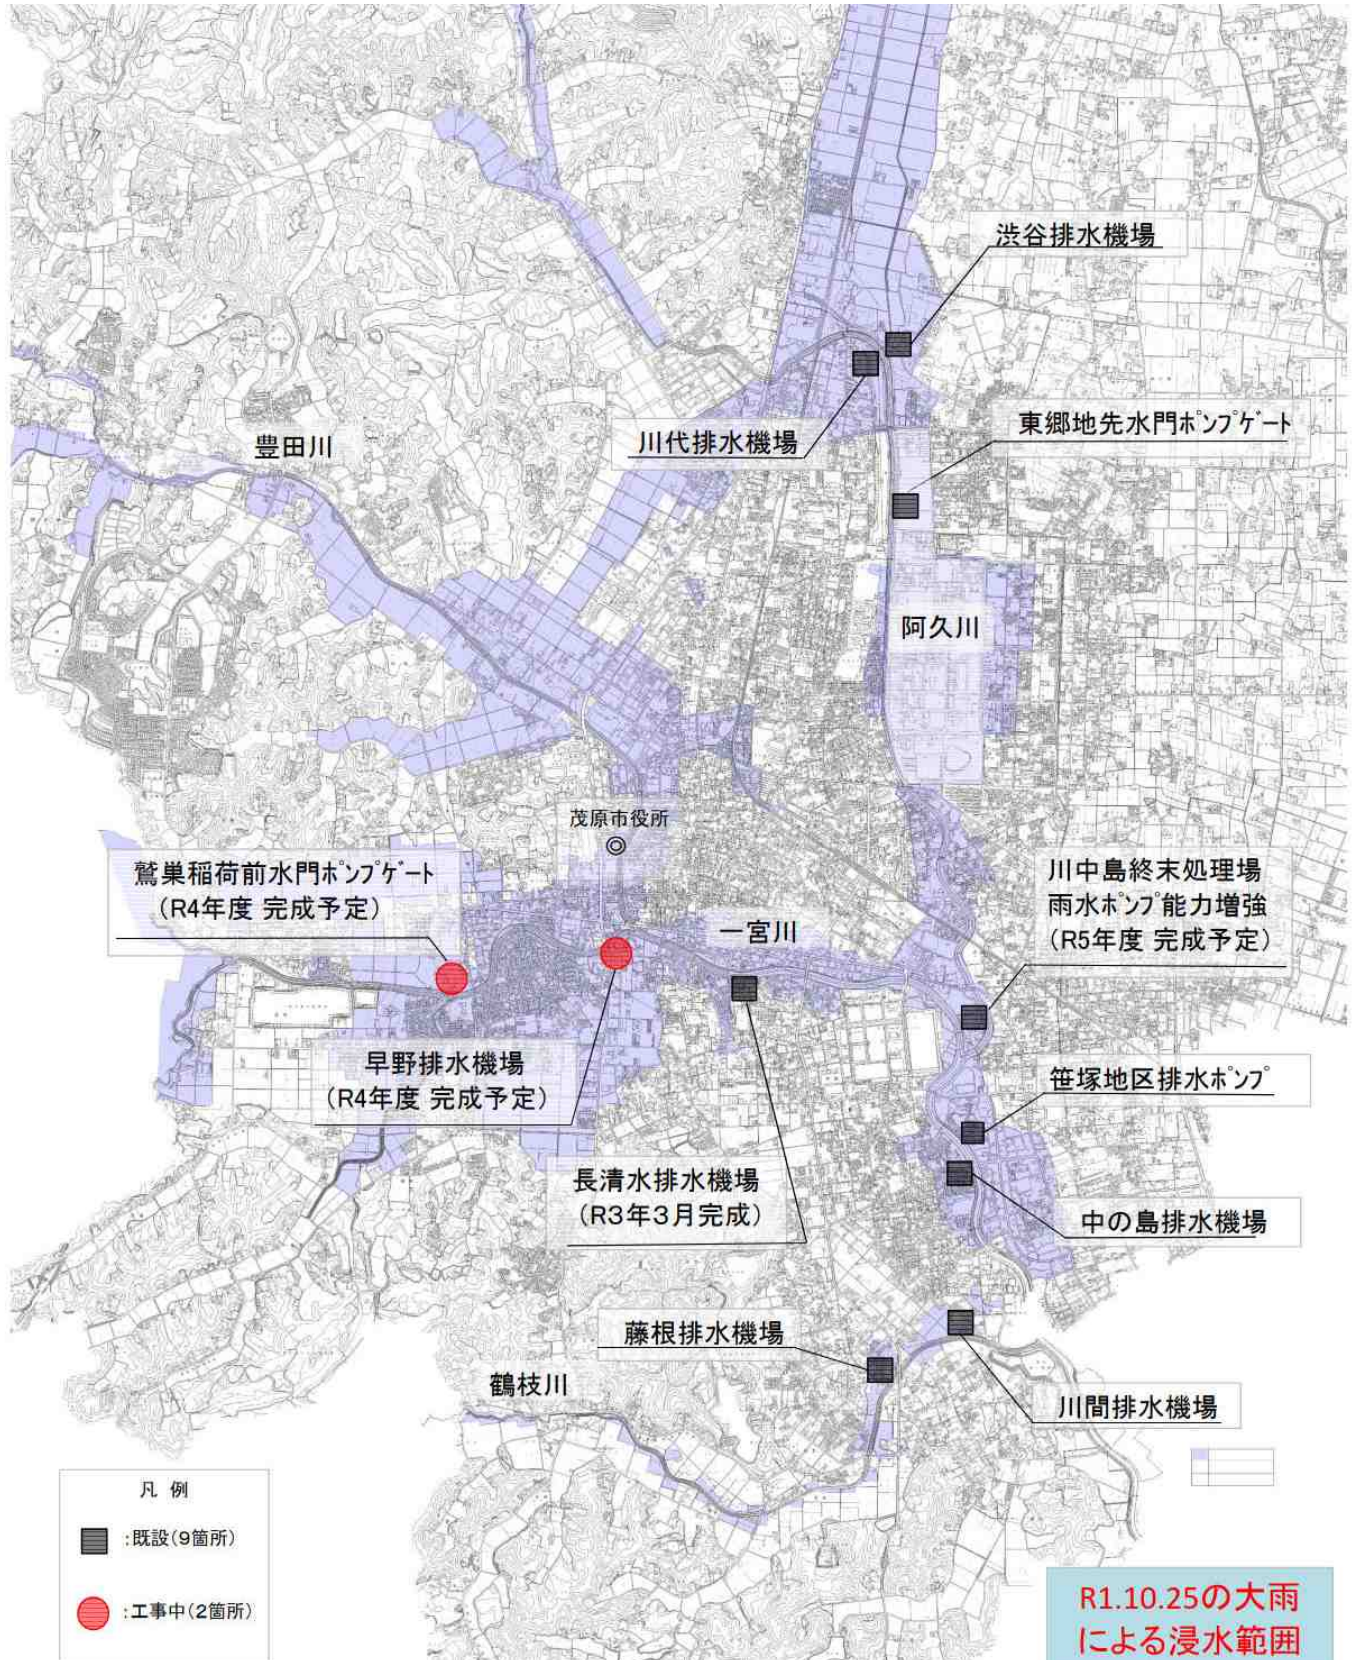 渋谷排水機場
東郷地先水門ﾎﾟﾝﾌﾟｹﾞｰﾄ
川代排水機場
豊田川
阿久川
茂原市役所
鷲巣稲荷前水門ﾎﾟﾝﾌﾟｹﾞｰﾄ
(R4年度 完成予定)
川中島終末処理場
雨水ﾎﾟﾝﾌﾟ能力増強
(R5年度 完成予定)
一宮川
早野排水機場
(R4年度 完成予定)
笹塚地区排水ﾎﾟﾝﾌﾟ
長清水排水機場
(R3年3月完成)
中の島排水機場
藤根排水機場
鶴枝川
川間排水機場
凡 例
:既設(9箇所)
:工事中(2箇所)
R1.10.25の大雨
による浸水範囲